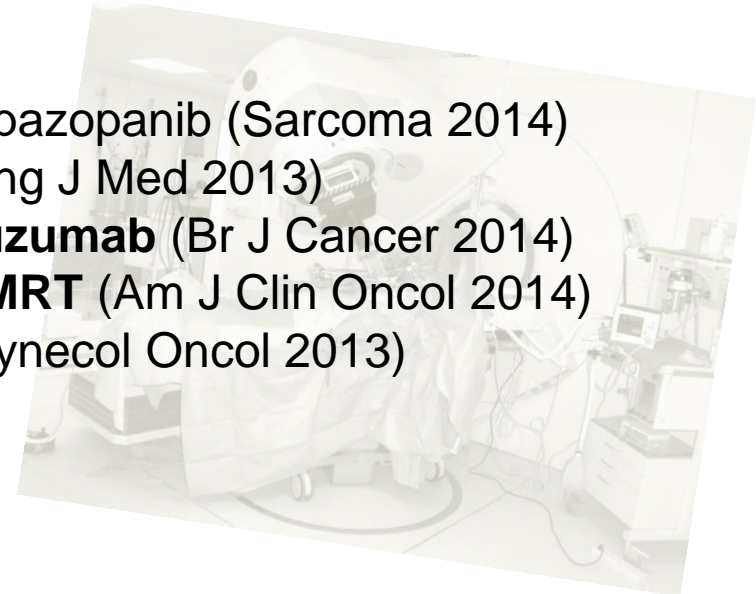 pazopanib (Sarcoma 2014)
ng J Med 2013)
uzumab (Br J Cancer 2014)
MRT (Am J Clin Oncol 2014)
ynecol Oncol 2013)